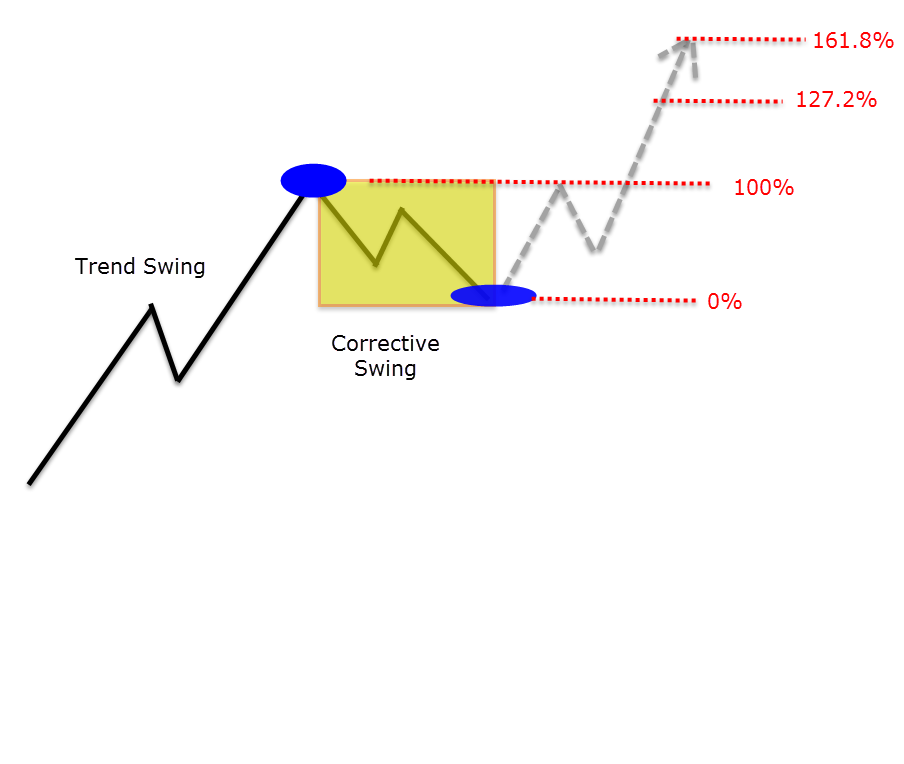 161.8%
127.2%
100%
Trend Swing
0%
Corrective
Swing